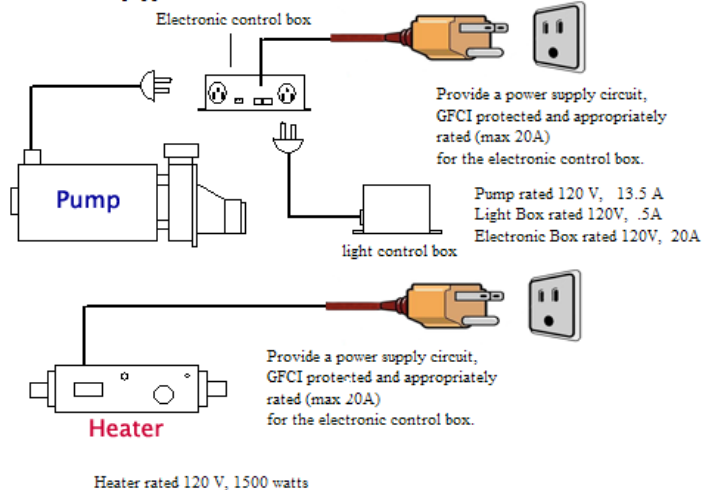 Electronic control box
Provide a power supply circuit,
GFCI protected and appropriately
rated (max 20A)
for the electronic control box.
Pump
Pump rated 120 V, 13.5 A
Light Box rated 120V, .5A
Electronic Box rated 120V, 20A
light control box
Provide a power supply circuit,
GFCI protected and appropriately
rated (max 20A)
for the electronic control box.
Heater
Heater rated 120 V, 1500 watts